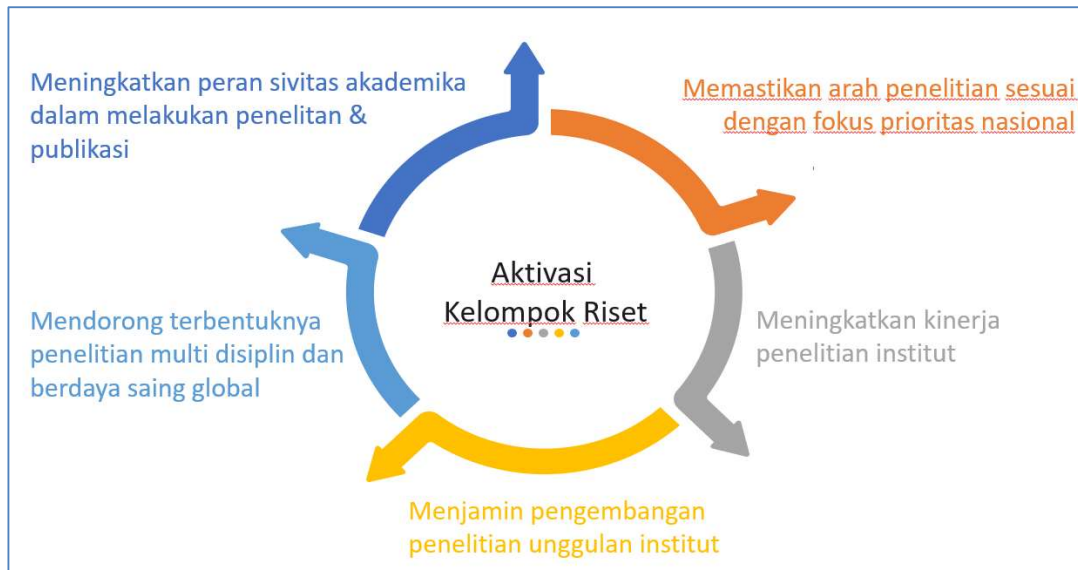 Meningkatkan peran sivitas akademika
dalam melakukan penelitan &
publikasi
Memastikan arah penelitian sesuai
dengan fokus prioritas nasional
Aktivasi
Kelompok Riset
Mendorong terbentuknya
penelitian multi disiplin dan
berdaya saing global
Meningkatkan kinerja
penelitian institut
Menjamin pengembangan
penelitian unggulan institut